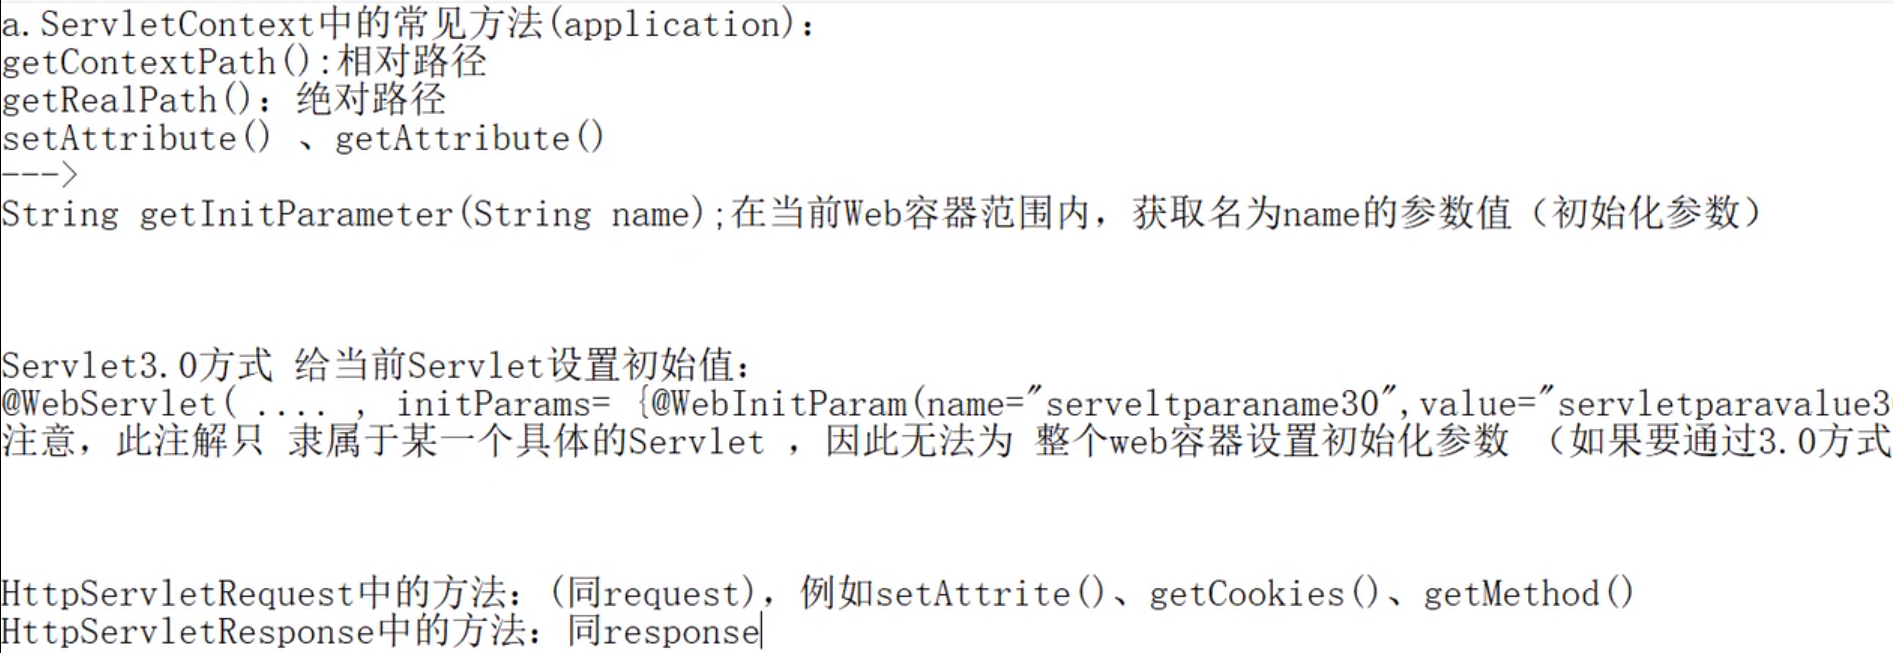 a.ServletContext中的常见方法(application)：
getContextPath():相对路径
getRealPath()：绝对路径
setAttribute() 、getAttribute()
--->
String getInitParameter(String name);在当前Web容器范围内，获取名为name的参数值（初始化参数）
Servlet3.0方式 给当前Servlet设置初始值：
@WebServlet( .... , initParams= {@WebInitParam(name="serveltparaname30",value="servletparavalue3
注意，此注解只 隶属于某一个具体的Servlet ，因此无法为 整个web容器设置初始化参数 （如果要通过3.0方式
HttpServletRequest中的方法：(同request)，例如setAttrite()、getCookies()、getMethod()
HttpServletResponse中的方法：同response